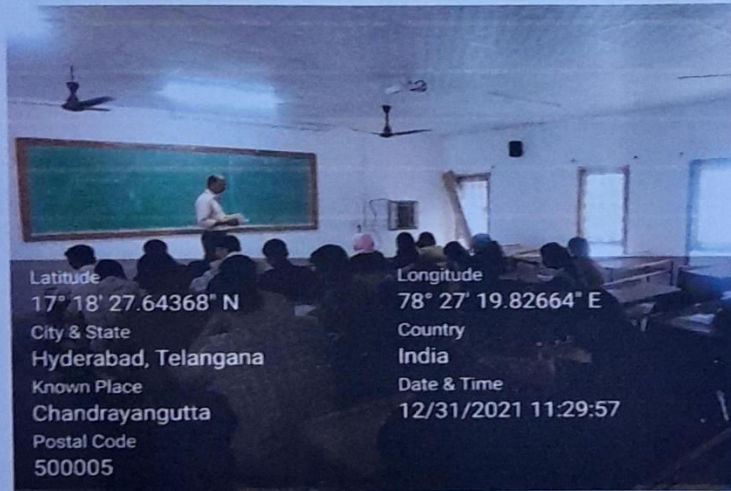 Latitude
17° 18' 27.64368" N
City & State
Hyderabad, Telangana
Known Place
Chandrayangutta
Postal Code
500005
Longitude
78° 27' 19.82664" E
Country
India
Date & Time
12/31/2021 11:29:57